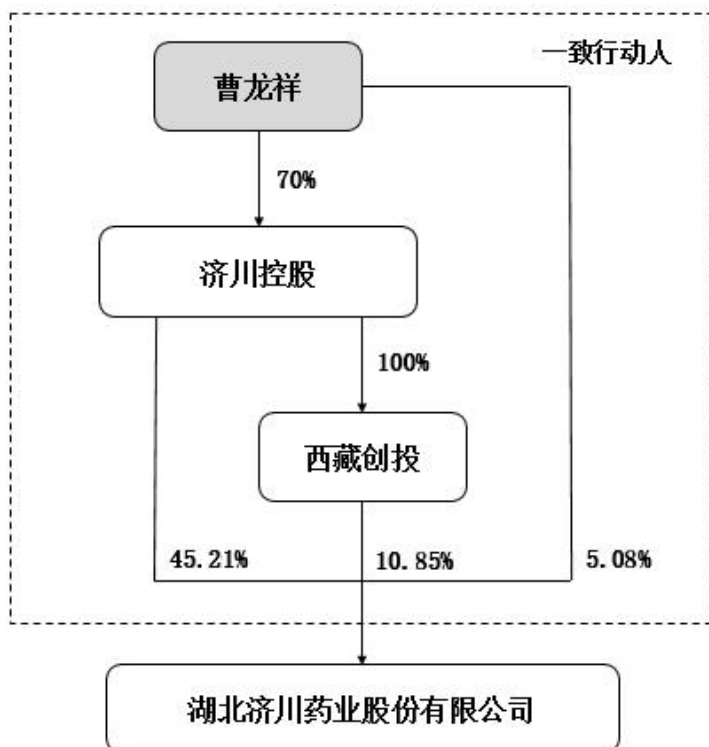 一致行动人
曹龙祥
70%
济川控股
100%
西藏创投
45.21%
10.85%
5.08%
湖北济川药业股份有限公司